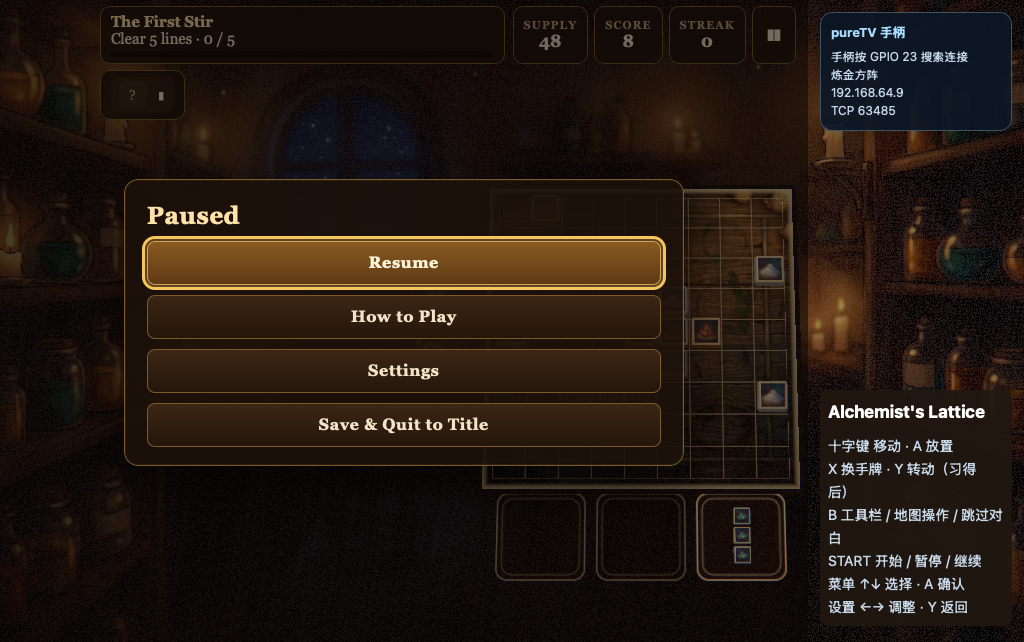 The First Stir
Clear 5 lines · 0 / 5
SUPPLY
48
SCORE
8
STREAK
0
?
Paused
Resume
How to Play
Settings
Save & Quit to Title
pureTV 手柄
手柄按 GPIO 23 搜索连接
炼金方阵
192.168.64.9
TCP 63485
Alchemist's Lattice
十字键 移动 · A 放置
X 换手牌 · Y 转动（习得
后）
B 工具栏 / 地图操作 / 跳过对
白
START 开始 / 暂停 / 继续
菜单 ↑↓ 选择 · A 确认
设置 ←→ 调整 · Y 返回